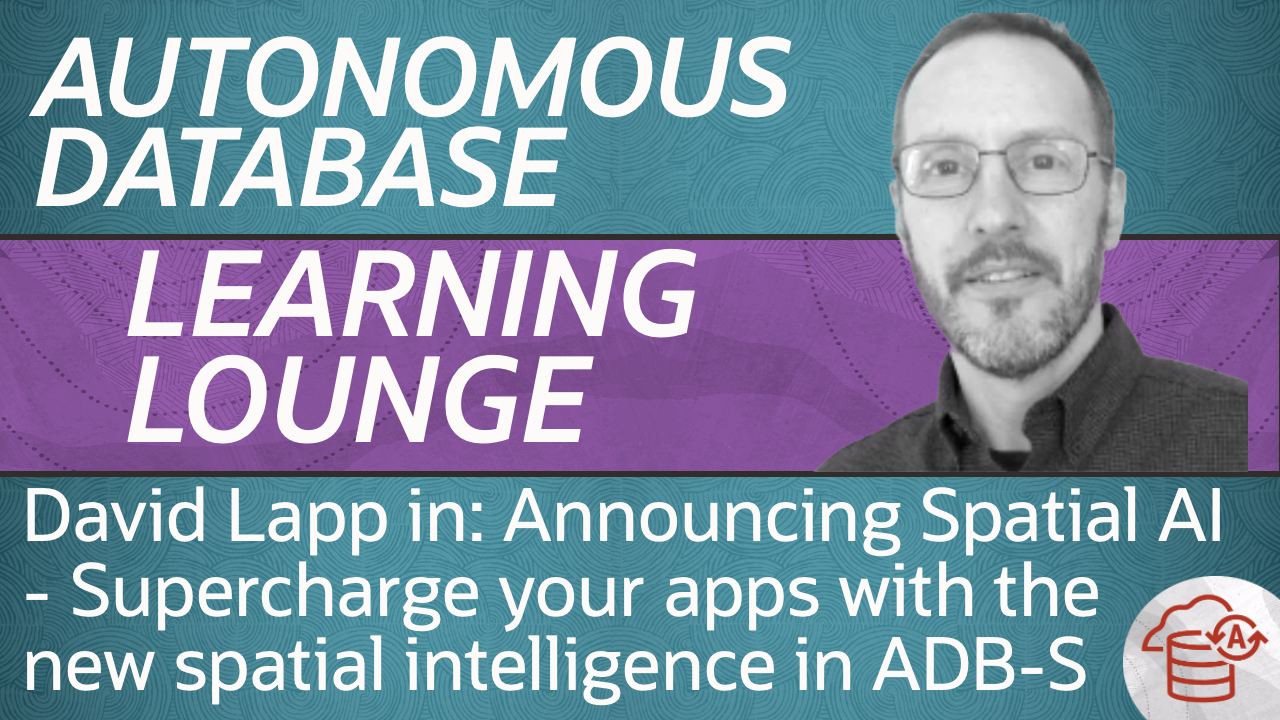 AUTONOMOUS
DATABASE
LEARNING
LOUNGE
David Lapp in: Announcing Spatial AI
- Supercharge your apps with the
new spatial intelligence in ADB-S
A